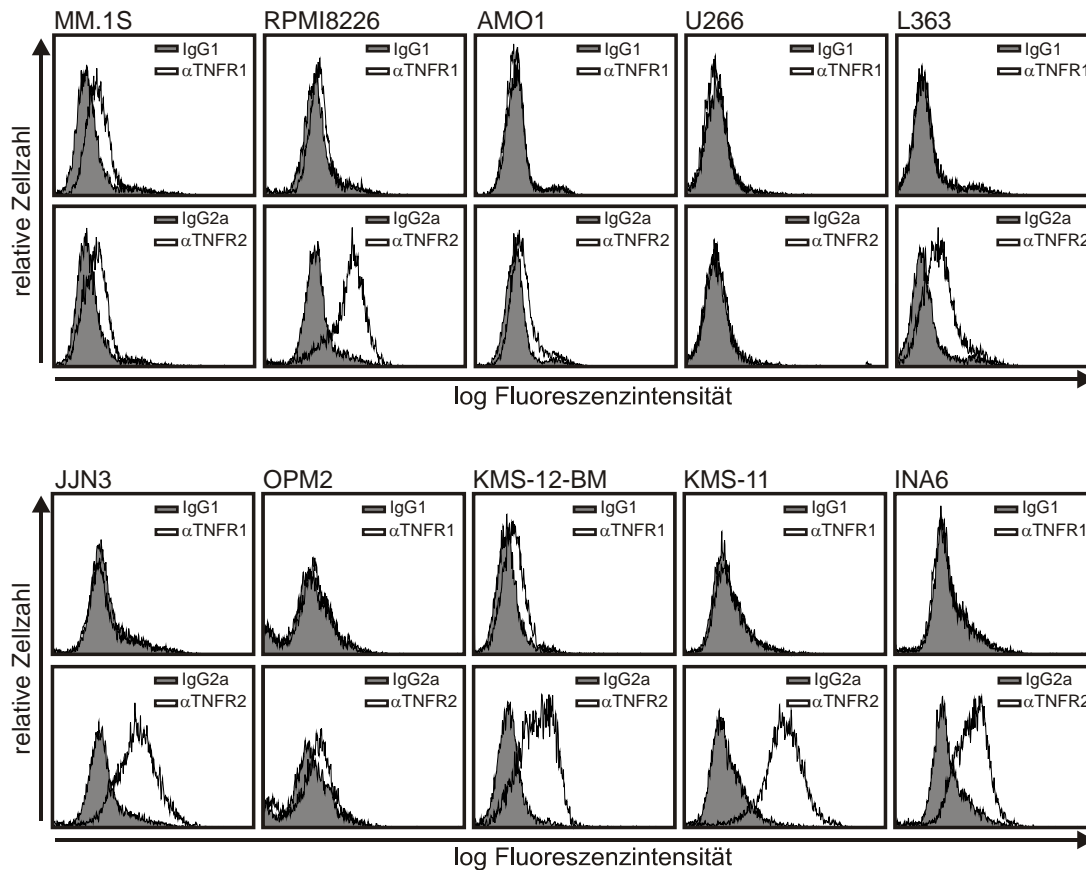 MM.1S RPMI8226 AMO1 U266 L363
IgG1 IgG1 IgG1 IgG1 IgG1
αTNFR1 αTNFR1 αTNFR1 αTNFR1 αTNFR1
relative Zellzahl
IgG2a IgG2a IgG2a IgG2a IgG2a
αTNFR2 αTNFR2 αTNFR2 αTNFR2 αTNFR2
log Fluoreszenzintensität
JJN3 OPM2 KMS-12-BM KMS-11 INA6
IgG1 IgG1 IgG1 IgG1 IgG1
αTNFR1 αTNFR1 αTNFR1 αTNFR1 αTNFR1
relative Zellzahl
IgG2a IgG2a IgG2a IgG2a IgG2a
αTNFR2 αTNFR2 αTNFR2 αTNFR2 αTNFR2
log Fluoreszenzintensität